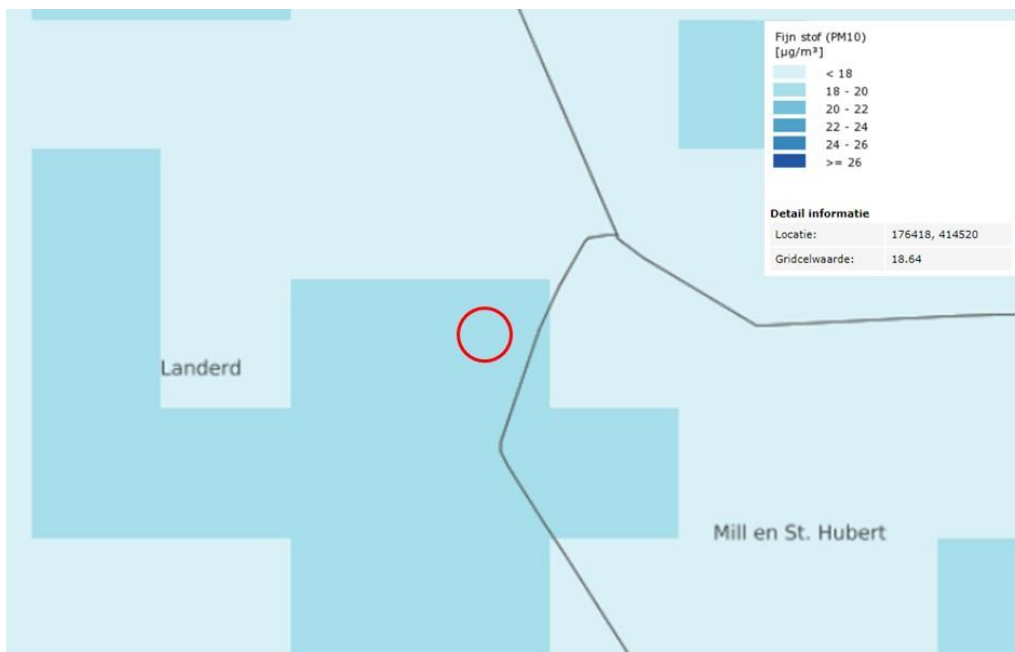 Fijn stof (PM10)
[µg/m³]
< 18
18 - 20
20 - 22
22 - 24
24 - 26
>= 26
Detail informatie
Locatie: 176418, 414520
Gridcelwaarde: 18.64
Landerd
Mill en St. Hubert